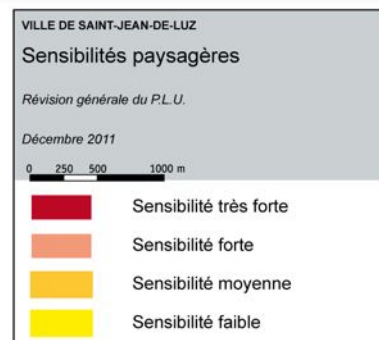 VILLE DE SAINT-JEAN-DE-LUZ
Sensibilités paysagères
Révision générale du P.L.U.
Décembre 2011
0 250 500 1000 m
Sensibilité très forte
Sensibilité forte
Sensibilité moyenne
Sensibilité faible